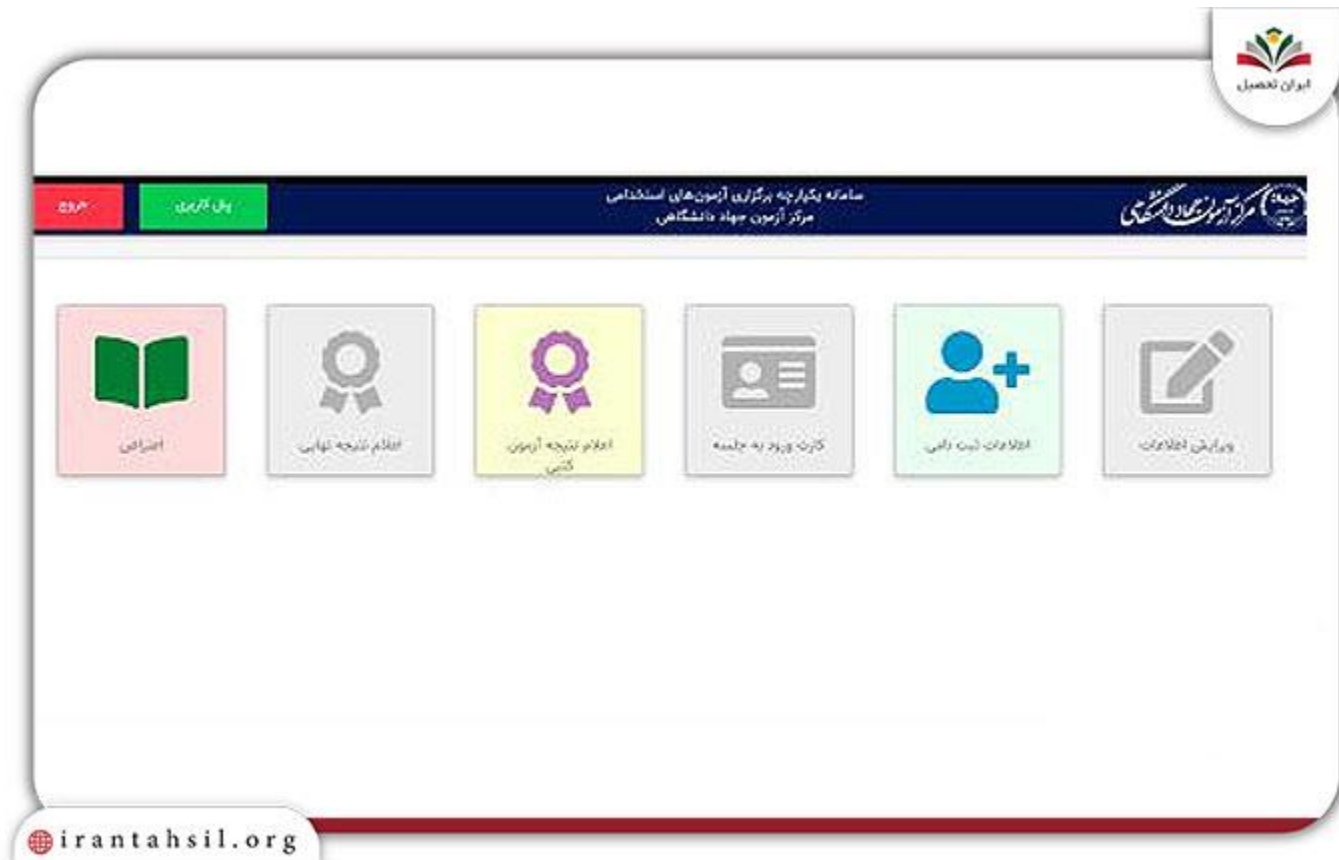 ایران تحصیل
مرکز آزمون جهاد دانشگاهی
سامانه یکپارچه برگزاری آزمون‌های استخدامی
مرکز آزمون جهاد دانشگاهی
پنل کاربری
خروج
ویرایش اطلاعات
اطلاعات ثبت نامی
کارت ورود به جلسه
اعلام نتیجه آزمون
کتبی
اعلام نتیجه نهایی
اعتراض
irantahsil.org